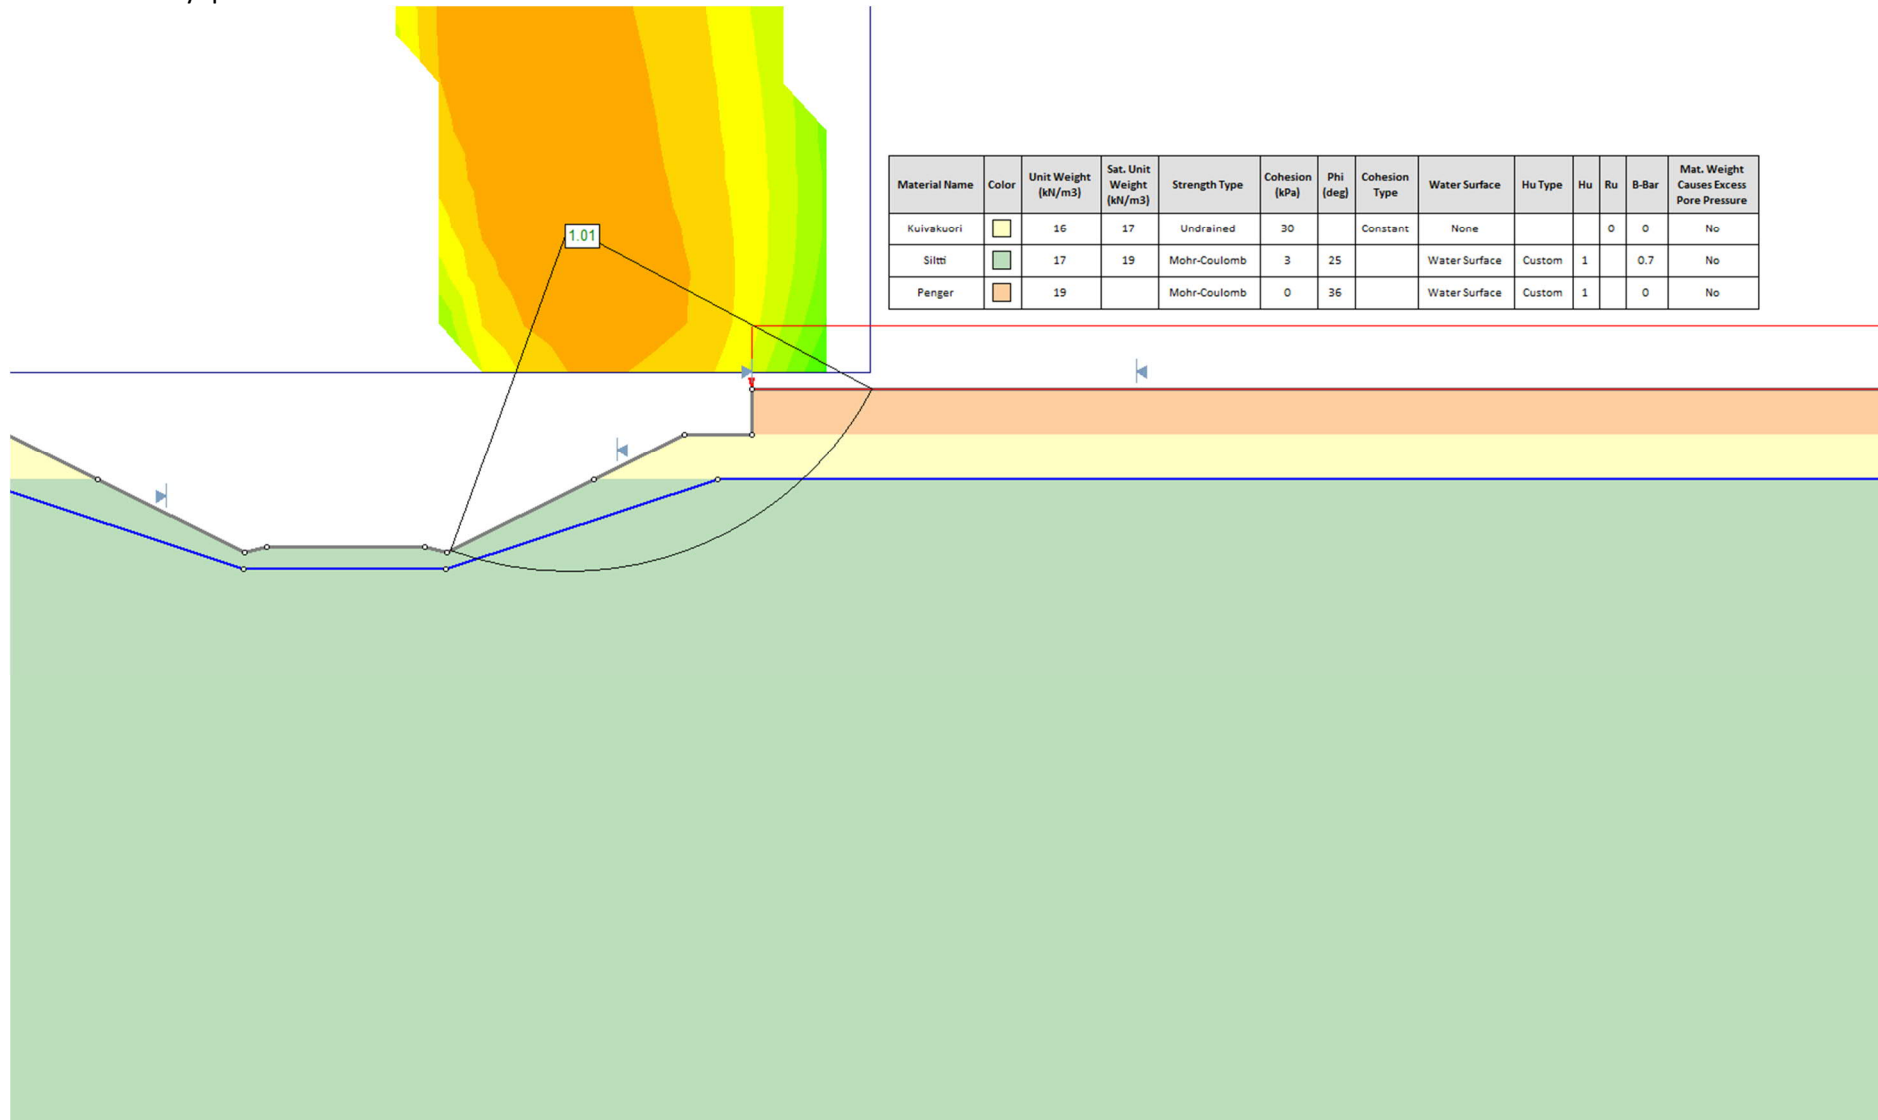 1.01
Material Name Color Unit Weight (kN/m3) Sat. Unit Weight (kN/m3) Strength Type Cohesion (kPa) Phi (deg) Cohesion Type Water Surface Hu Type Hu Ru B-Bar Mat. Weight Causes Excess Pore Pressure
Kuivakuori 16 17 Undrained 30 Constant None 0 0 No
Siltti 17 19 Mohr-Coulomb 3 25 Water Surface Custom 1 0.7 No
Penger 19 Mohr-Coulomb 0 36 Water Surface Custom 1 0 No